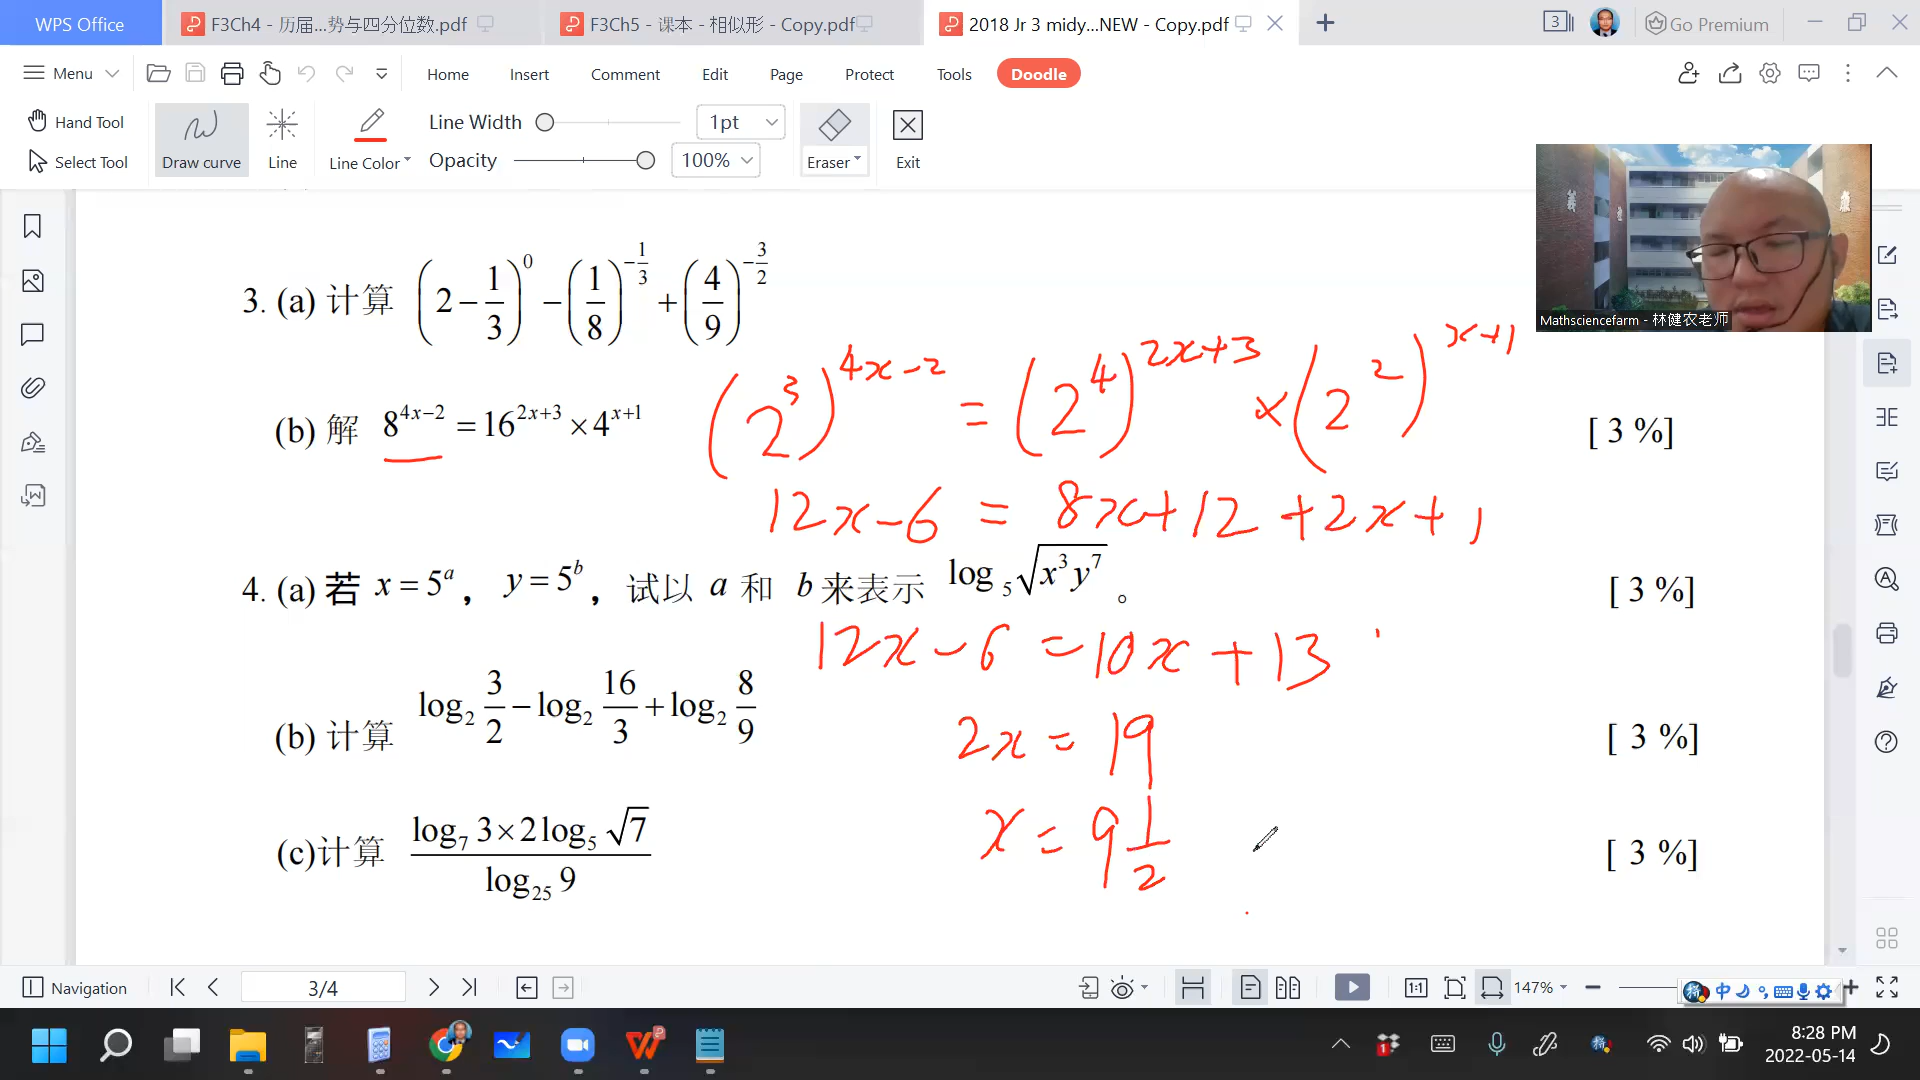 WPS Office
F3Ch4 - 历届...势与四分位数.pdf
F3Ch5 - 课本 - 相似形 - Copy.pdf
2018 Jr 3 midy...NEW - Copy.pdf
3
Go Premium
Menu
Home
Insert
Comment
Edit
Page
Protect
Tools
Doodle
Hand Tool
Select Tool
Draw curve
Line
Line Color
Line Width
1pt
Opacity
100%
Eraser
Exit
Mathsciencefarm - 林健农老师
3. (a) 计算 (2 − 1/3)^0 − (1/8)^(−1/3) + (4/9)^(−3/2)
(2^3)^(4x−2) = (2^4)^(2x+3) × (2^2)^(x+1)
(b) 解 8^(4x−2) = 16^(2x+3) × 4^(x+1) [ 3 %]
12x − 6 = 8x + 12 + 2x + 1
4. (a) 若 x = 5^a， y = 5^b，试以 a 和 b 来表示 log_5 √(x^3 y^7) 。 [ 3 %]
12x − 6 = 10x + 13
(b) 计算 log_2 3/2 − log_2 16/3 + log_2 8/9 [ 3 %]
2x = 19
x = 9 1/2
(c)计算 (log_7 3 × 2 log_5 √7)/(log_25 9) [ 3 %]
Navigation
3/4
1:1
147%
中
8:28 PM
2022-05-14